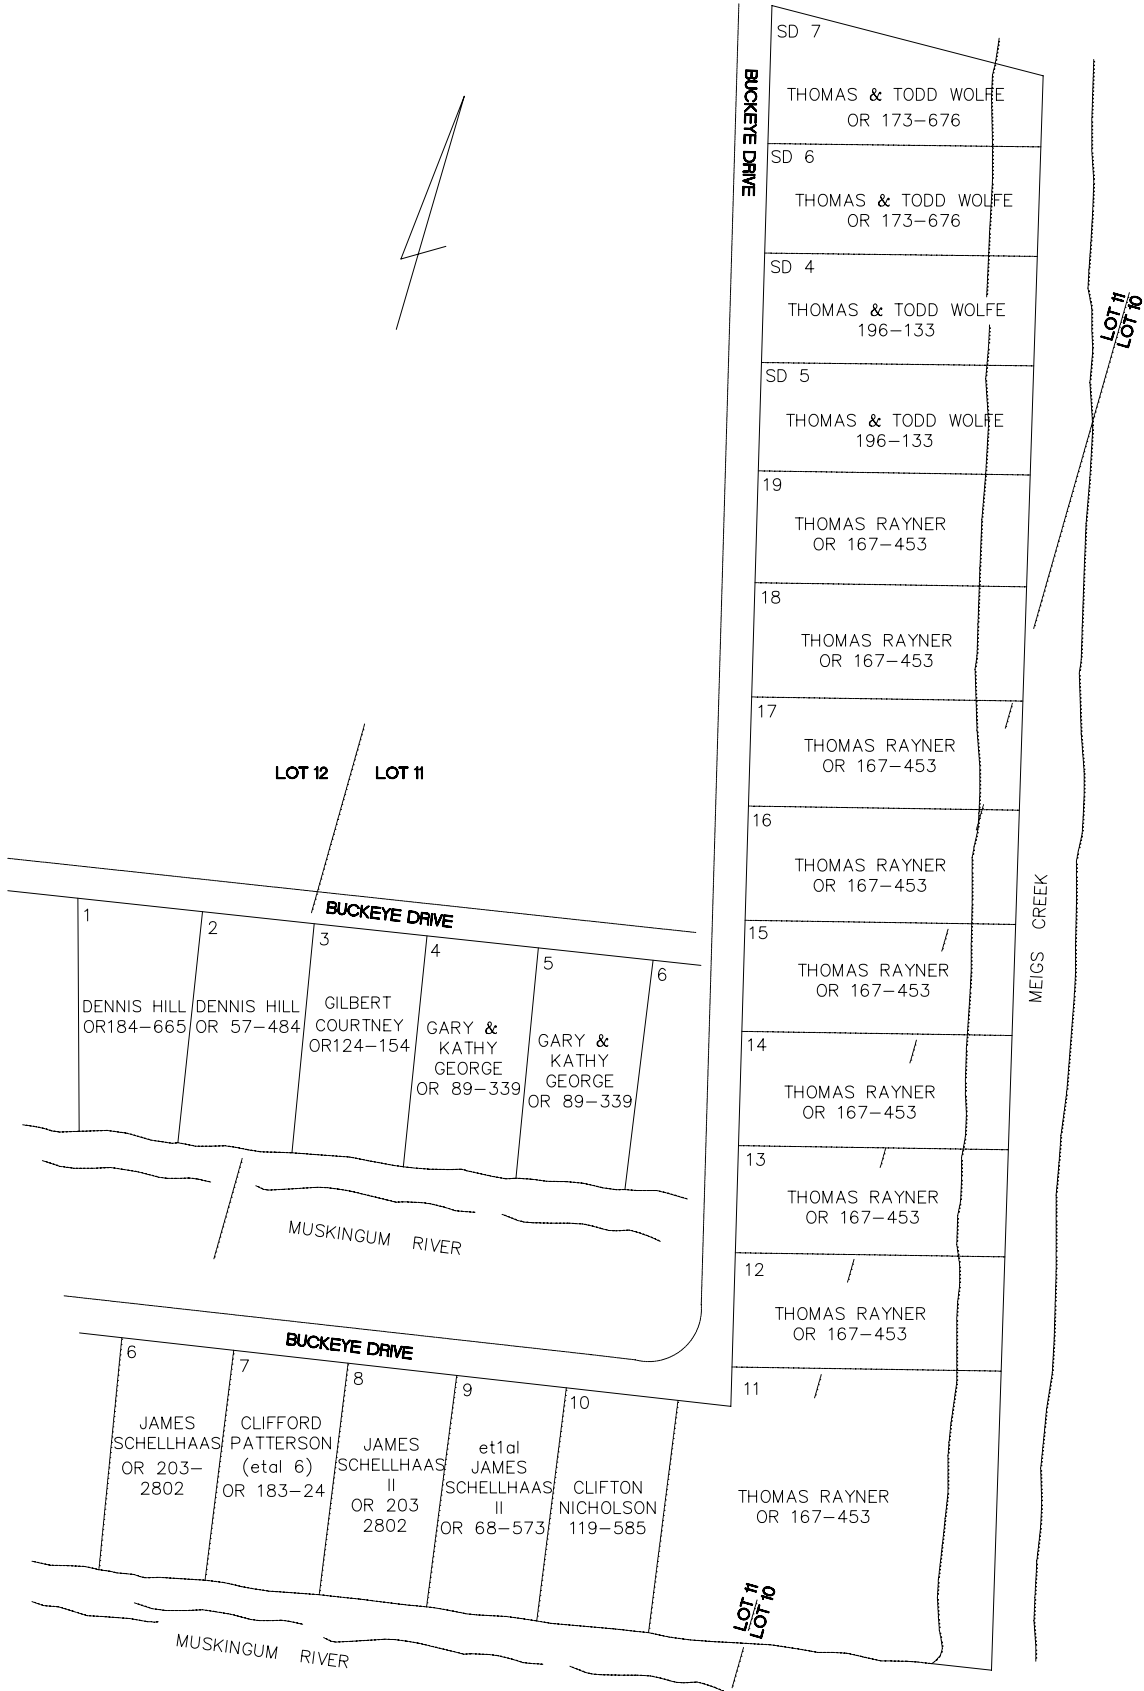 SD 7
THOMAS & TODD WOLFE
OR 173-676
BUCKEYE DRIVE
SD 6
THOMAS & TODD WOLFE
OR 173-676
SD 4
THOMAS & TODD WOLFE
196-133
LOT 11
LOT 10
SD 5
THOMAS & TODD WOLFE
196-133
19
THOMAS RAYNER
OR 167-453
18
THOMAS RAYNER
OR 167-453
17
THOMAS RAYNER
OR 167-453
LOT 12
LOT 11
16
THOMAS RAYNER
OR 167-453
MEIGS CREEK
15
THOMAS RAYNER
OR 167-453
14
THOMAS RAYNER
OR 167-453
13
THOMAS RAYNER
OR 167-453
12
THOMAS RAYNER
OR 167-453
11
THOMAS RAYNER
OR 167-453
BUCKEYE DRIVE
1
DENNIS HILL
OR184-665
2
DENNIS HILL
OR 57-484
3
GILBERT
COURTNEY
OR124-154
4
GARY &
KATHY
GEORGE
OR 89-339
5
GARY &
KATHY
GEORGE
OR 89-339
6
MUSKINGUM RIVER
BUCKEYE DRIVE
6
JAMES
SCHELLHAAS
OR 203-
2802
7
CLIFFORD
PATTERSON
(etal 6)
OR 183-24
8
JAMES
SCHELLHAAS
II
OR 203
2802
9
et1al
JAMES
SCHELLHAAS
II
OR 68-573
10
CLIFTON
NICHOLSON
119-585
LOT 11
LOT 10
MUSKINGUM RIVER